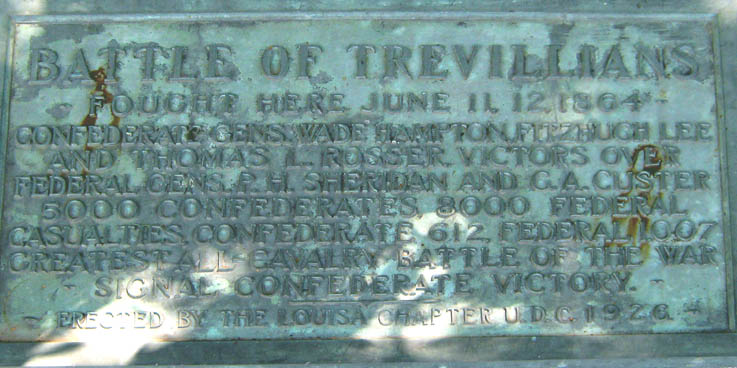 BATTLE OF TREVILLIANS
- FOUGHT HERE JUNE 11, 12, 1864 -
CONFEDERATE GENS. WADE HAMPTON, FITZHUGH LEE
AND THOMAS L. ROSSER, VICTORS OVER
FEDERAL GENS. P. H. SHERIDAN AND G. A. CUSTER
5000 CONFEDERATES, 8000 FEDERAL
CASUALTIES, CONFEDERATE 612, FEDERAL 1007
GREATEST ALL-CAVALRY BATTLE OF THE WAR
- SIGNAL CONFEDERATE VICTORY. -
- ERECTED BY THE LOUISA CHAPTER U.D.C. 1926 -